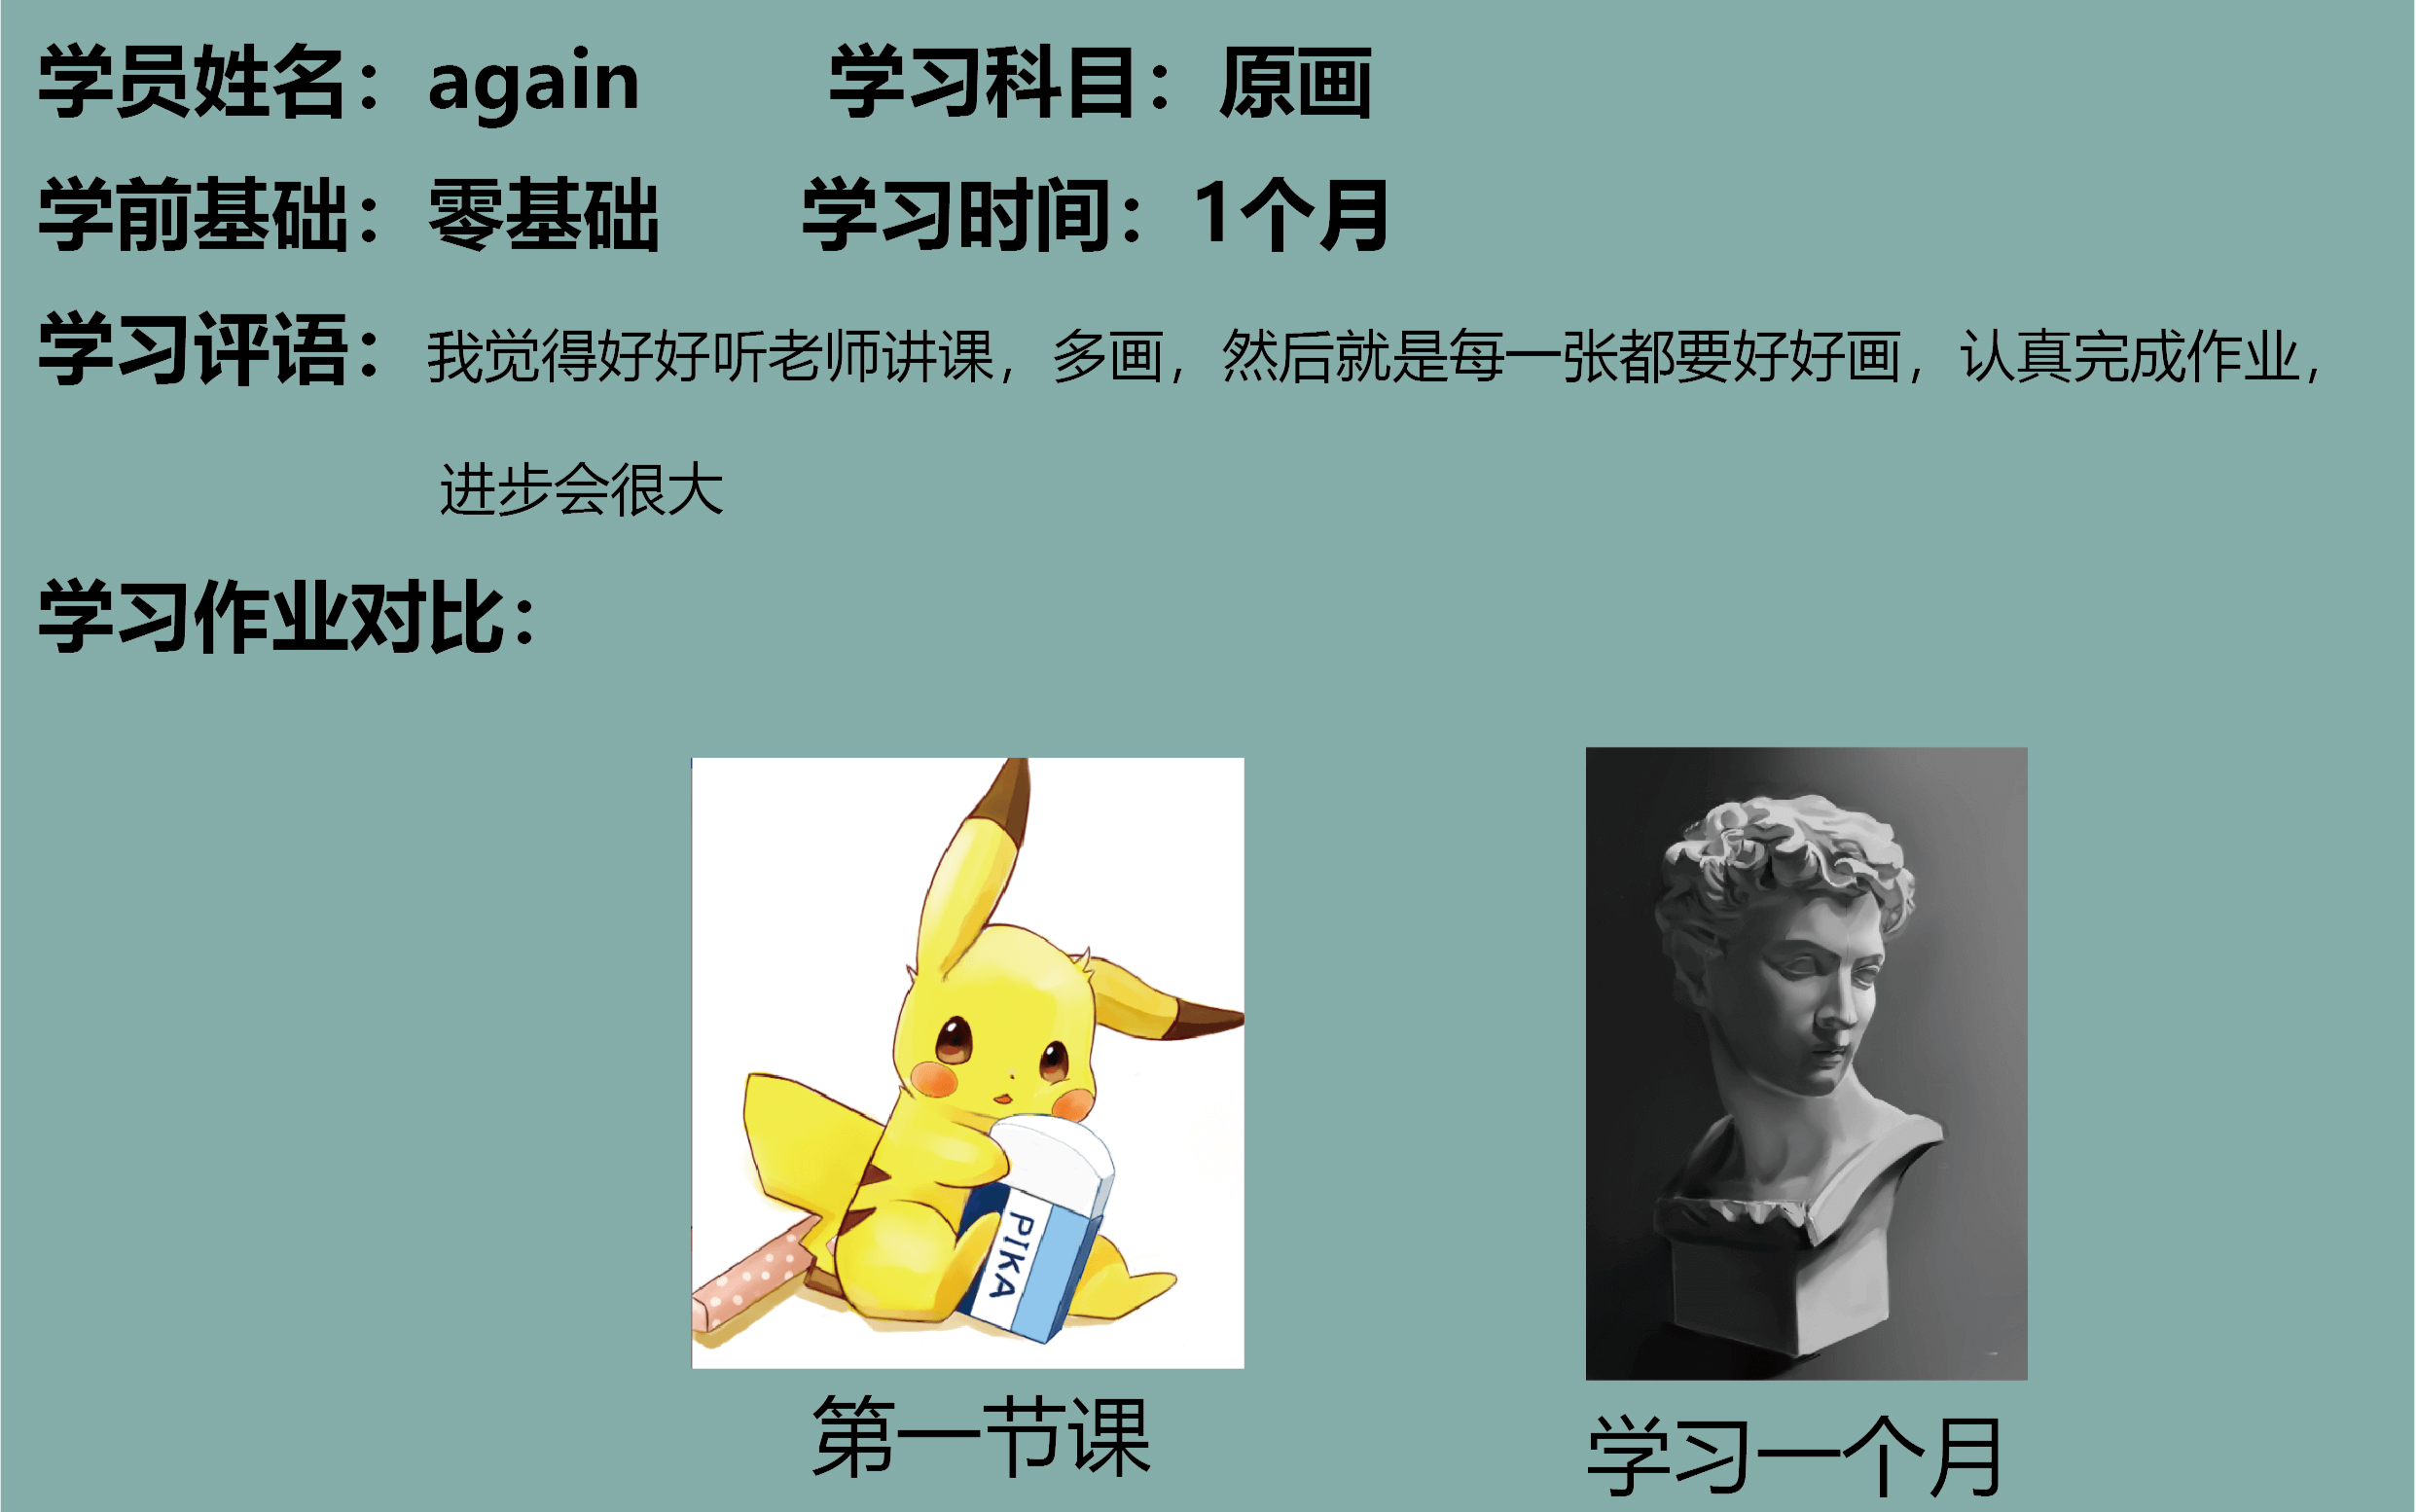 学员姓名：again 学习科目：原画
学前基础：零基础 学习时间：1个月
学习评语：我觉得好好听老师讲课，多画，然后就是每一张都要好好画，认真完成作业，
进步会很大
学习作业对比：
PIKA
第一节课
学习一个月